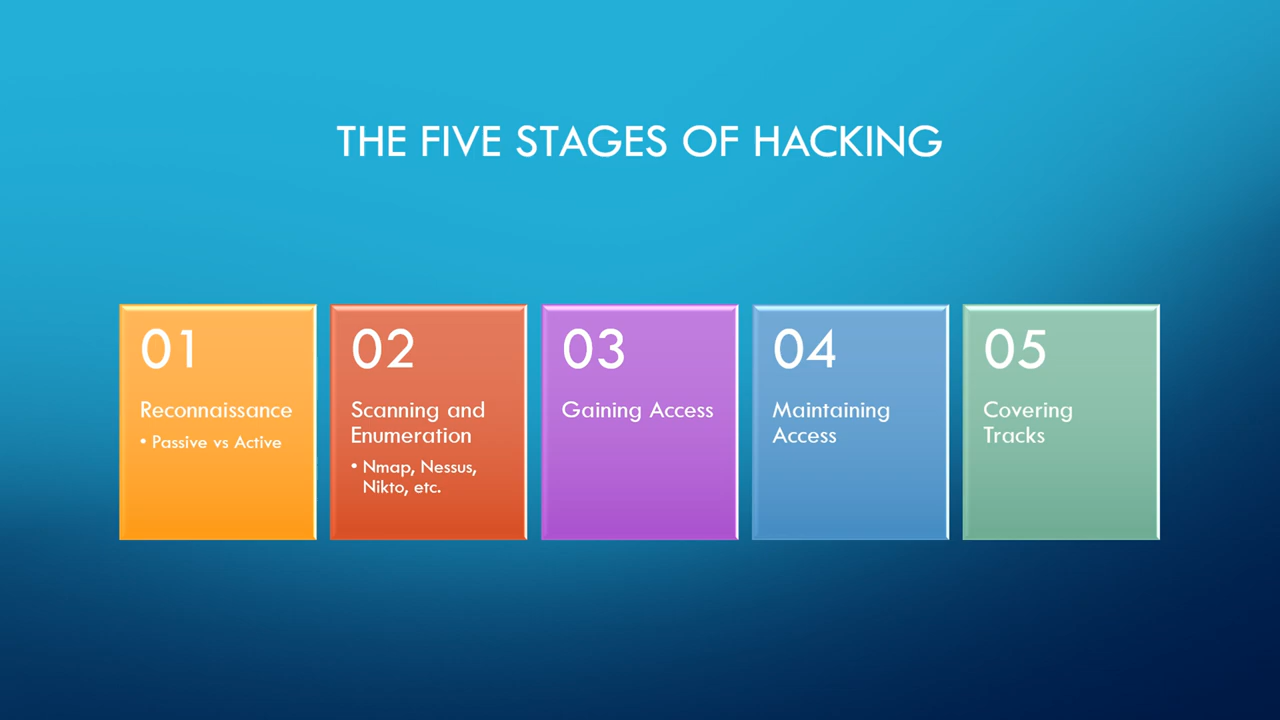 THE FIVE STAGES OF HACKING
01
Reconnaissance
• Passive vs Active
02
Scanning and
Enumeration
• Nmap, Nessus,
Nikto, etc.
03
Gaining Access
04
Maintaining
Access
05
Covering
Tracks